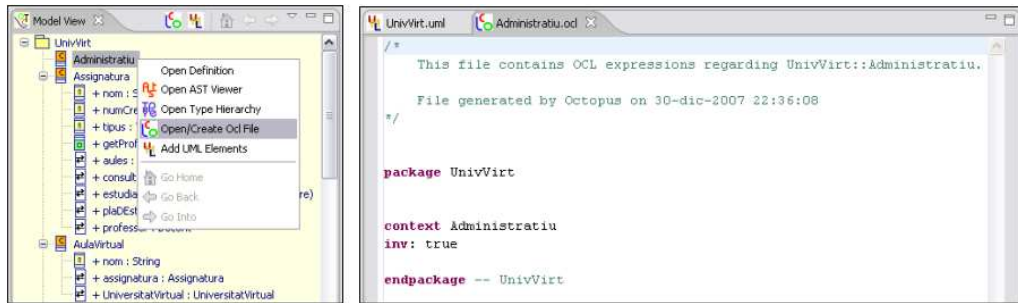 Model View
UnivVirt
Administratiu
Assignatura
+ nom : S
+ numCre
+ tipus :
+ getProf
+ aules :
+ consult
+ estudia re)
+ plaDEst
+ professor : Docent
AulaVirtual
+ nom : String
+ assignatura : Assignatura
+ UniversitatVirtual : UniversitatVirtual
Open Definition
Open AST Viewer
Open Type Hierarchy
Open/Create Ocl File
Add UML Elements
Go Home
Go Back
Go Into
UnivVirt.uml
Administratiu.ocl
/*
This file contains OCL expressions regarding UnivVirt::Administratiu.
File generated by Octopus on 30-dic-2007 22:36:08
*/
package UnivVirt
context Administratiu
inv: true
endpackage -- UnivVirt